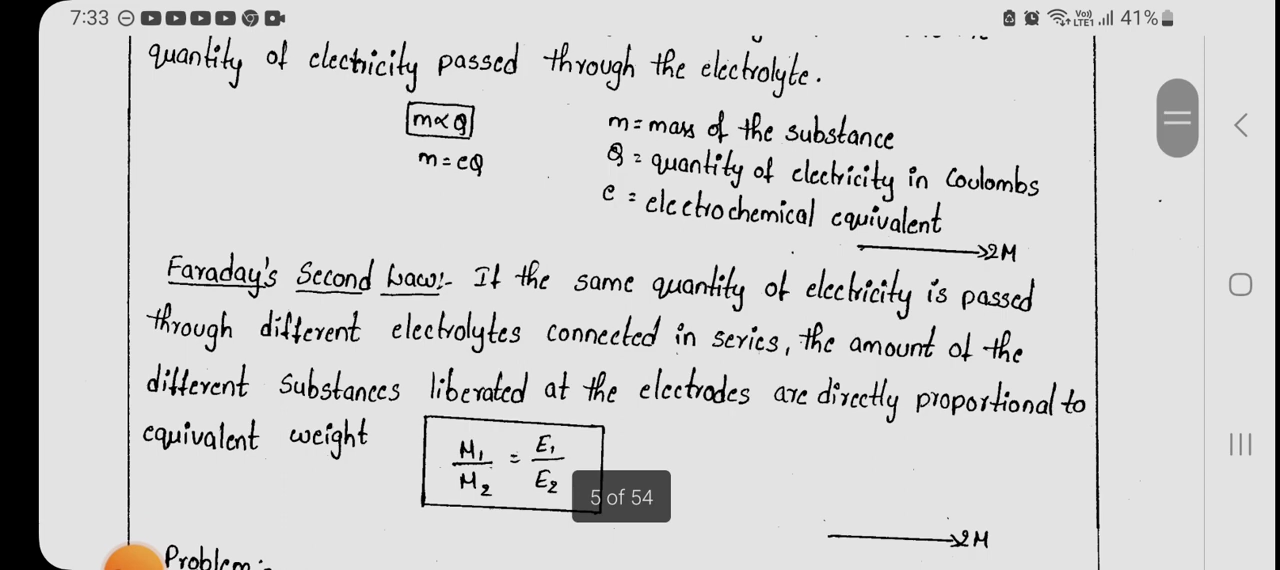 7:33
Vo))
LTE1
41%
quantity of electricity passed through the electrolyte.
m∝Q
m = eQ
m = mass of the substance
Q = quantity of electricity in Coulombs
e = electrochemical equivalent
→2M
Faraday's Second Law:- If the same quantity of electricity is passed
through different electrolytes connected in series, the amount of the
different substances liberated at the electrodes are directly proportional to
equivalent weight
M₁/M₂ = E₁/E₂
5 of 54
→2M
Problem: